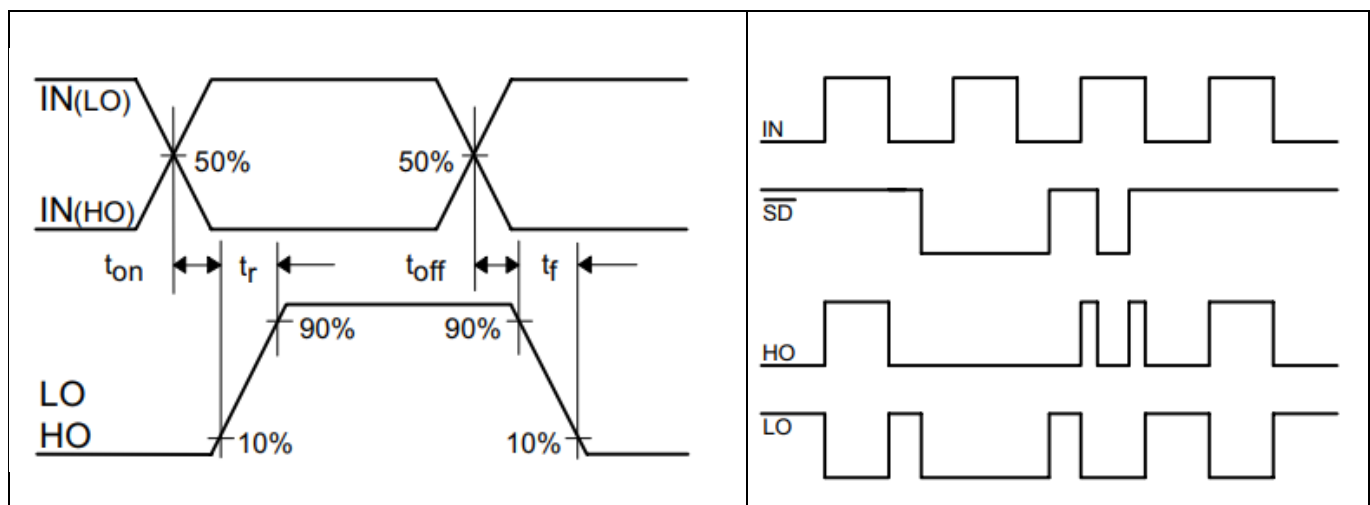 IN(LO)
50%
50%
IN(HO)
ton
tr
toff
tf
90%
90%
LO
HO
10%
10%
IN
SD
HO
LO